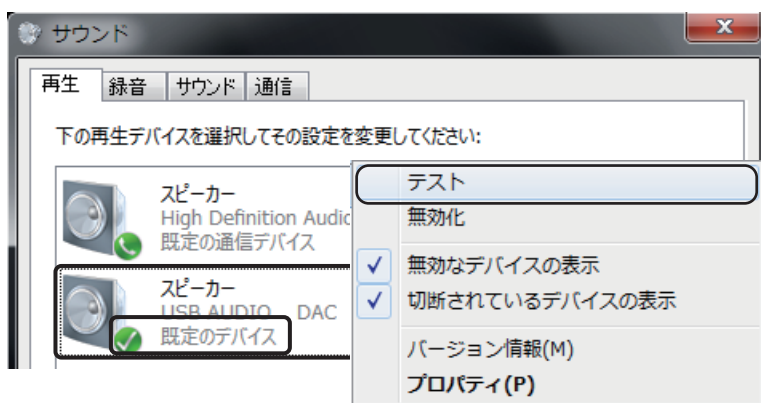 サウンド
再生 録音 サウンド 通信
下の再生デバイスを選択してその設定を変更してください:
スピーカー
High Definition Audio
既定の通信デバイス
スピーカー
USB AUDIO DAC
既定のデバイス
テスト
無効化
無効なデバイスの表示
切断されているデバイスの表示
バージョン情報(M)
プロパティ(P)